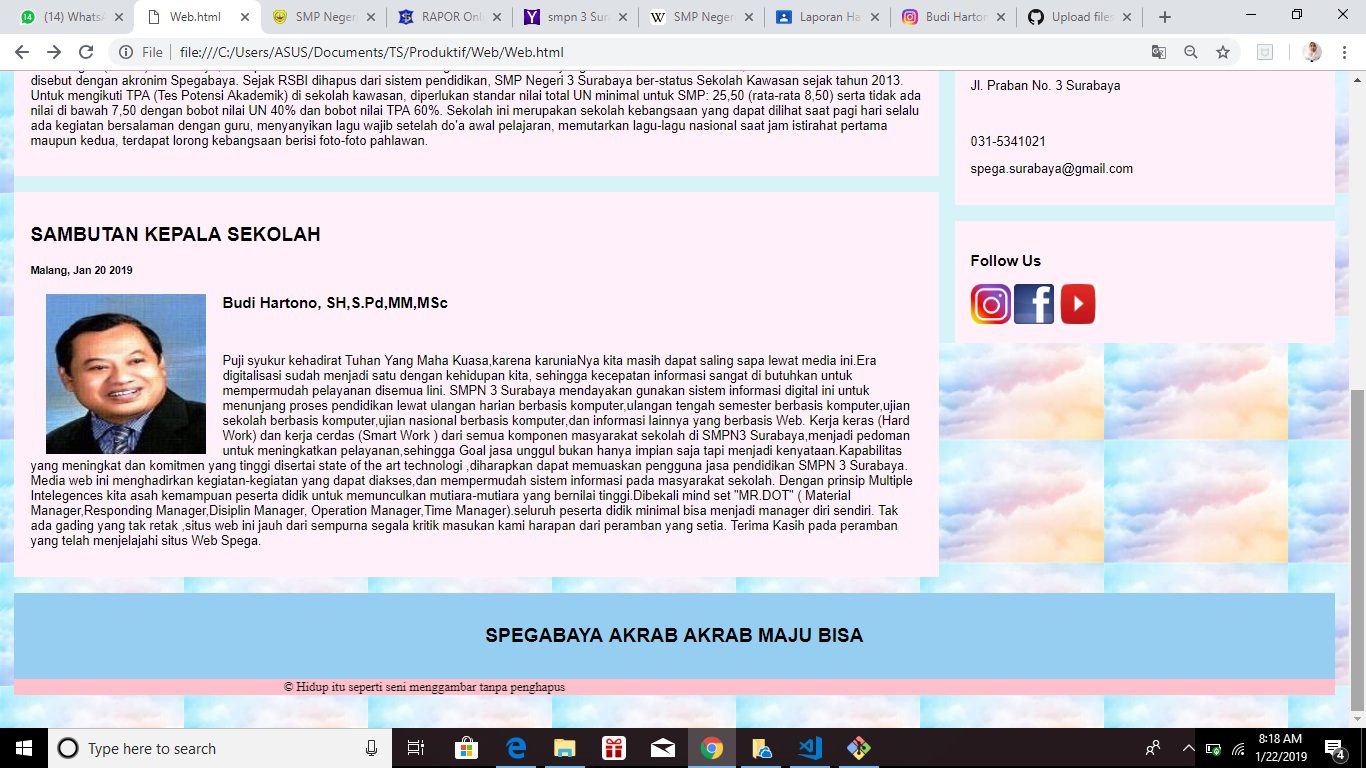 (14) WhatsA
Web.html
SMP Neger
RAPOR Onl
smpn 3 Sur
SMP Neger
Laporan Ha
Budi Harton
Upload files
File
file:///C:/Users/ASUS/Documents/TS/Produktif/Web/Web.html
disebut dengan akronim Spegabaya. Sejak RSBI dihapus dari sistem pendidikan, SMP Negeri 3 Surabaya ber-status Sekolah Kawasan sejak tahun 2013.
Untuk mengikuti TPA (Tes Potensi Akademik) di sekolah kawasan, diperlukan standar nilai total UN minimal untuk SMP: 25,50 (rata-rata 8,50) serta tidak ada
nilai di bawah 7,50 dengan bobot nilai UN 40% dan bobot nilai TPA 60%. Sekolah ini merupakan sekolah kebangsaan yang dapat dilihat saat pagi hari selalu
ada kegiatan bersalaman dengan guru, menyanyikan lagu wajib setelah do'a awal pelajaran, memutarkan lagu-lagu nasional saat jam istirahat pertama
maupun kedua, terdapat lorong kebangsaan berisi foto-foto pahlawan.
Jl. Praban No. 3 Surabaya
031-5341021
spega.surabaya@gmail.com
SAMBUTAN KEPALA SEKOLAH
Malang, Jan 20 2019
Budi Hartono, SH,S.Pd,MM,MSc
Puji syukur kehadirat Tuhan Yang Maha Kuasa,karena karuniaNya kita masih dapat saling sapa lewat media ini.Era
digitalisasi sudah menjadi satu dengan kehidupan kita, sehingga kecepatan informasi sangat di butuhkan untuk
mempermudah pelayanan disemua lini. SMPN 3 Surabaya mendayakan gunakan sistem informasi digital ini untuk
menunjang proses pendidikan lewat ulangan harian berbasis komputer,ulangan tengah semester berbasis komputer,ujian
sekolah berbasis komputer,ujian nasional berbasis komputer,dan informasi lainnya yang berbasis Web. Kerja keras (Hard
Work) dan kerja cerdas (Smart Work ) dari semua komponen masyarakat sekolah di SMPN3 Surabaya,menjadi pedoman
untuk meningkatkan pelayanan,sehingga Goal jasa unggul bukan hanya impian saja tapi menjadi kenyataan.Kapabilitas
yang meningkat dan komitmen yang tinggi disertai state of the art technologi ,diharapkan dapat memuaskan pengguna jasa pendidikan SMPN 3 Surabaya.
Media web ini menghadirkan kegiatan-kegiatan yang dapat diakses,dan mempermudah sistem informasi pada masyarakat sekolah. Dengan prinsip Multiple
Intelegences kita asah kemampuan peserta didik untuk memunculkan mutiara-mutiara yang bernilai tinggi.Dibekali mind set "MR.DOT" ( Material
Manager,Responding Manager,Disiplin Manager, Operation Manager,Time Manager).seluruh peserta didik minimal bisa menjadi manager diri sendiri. Tak
ada gading yang tak retak ,situs web ini jauh dari sempurna segala kritik masukan kami harapan dari peramban yang setia. Terima Kasih pada peramban
yang telah menjelajahi situs Web Spega.
Follow Us
SPEGABAYA AKRAB AKRAB MAJU BISA
© Hidup itu seperti seni menggambar tanpa penghapus
Type here to search
8:18 AM
1/22/2019
4